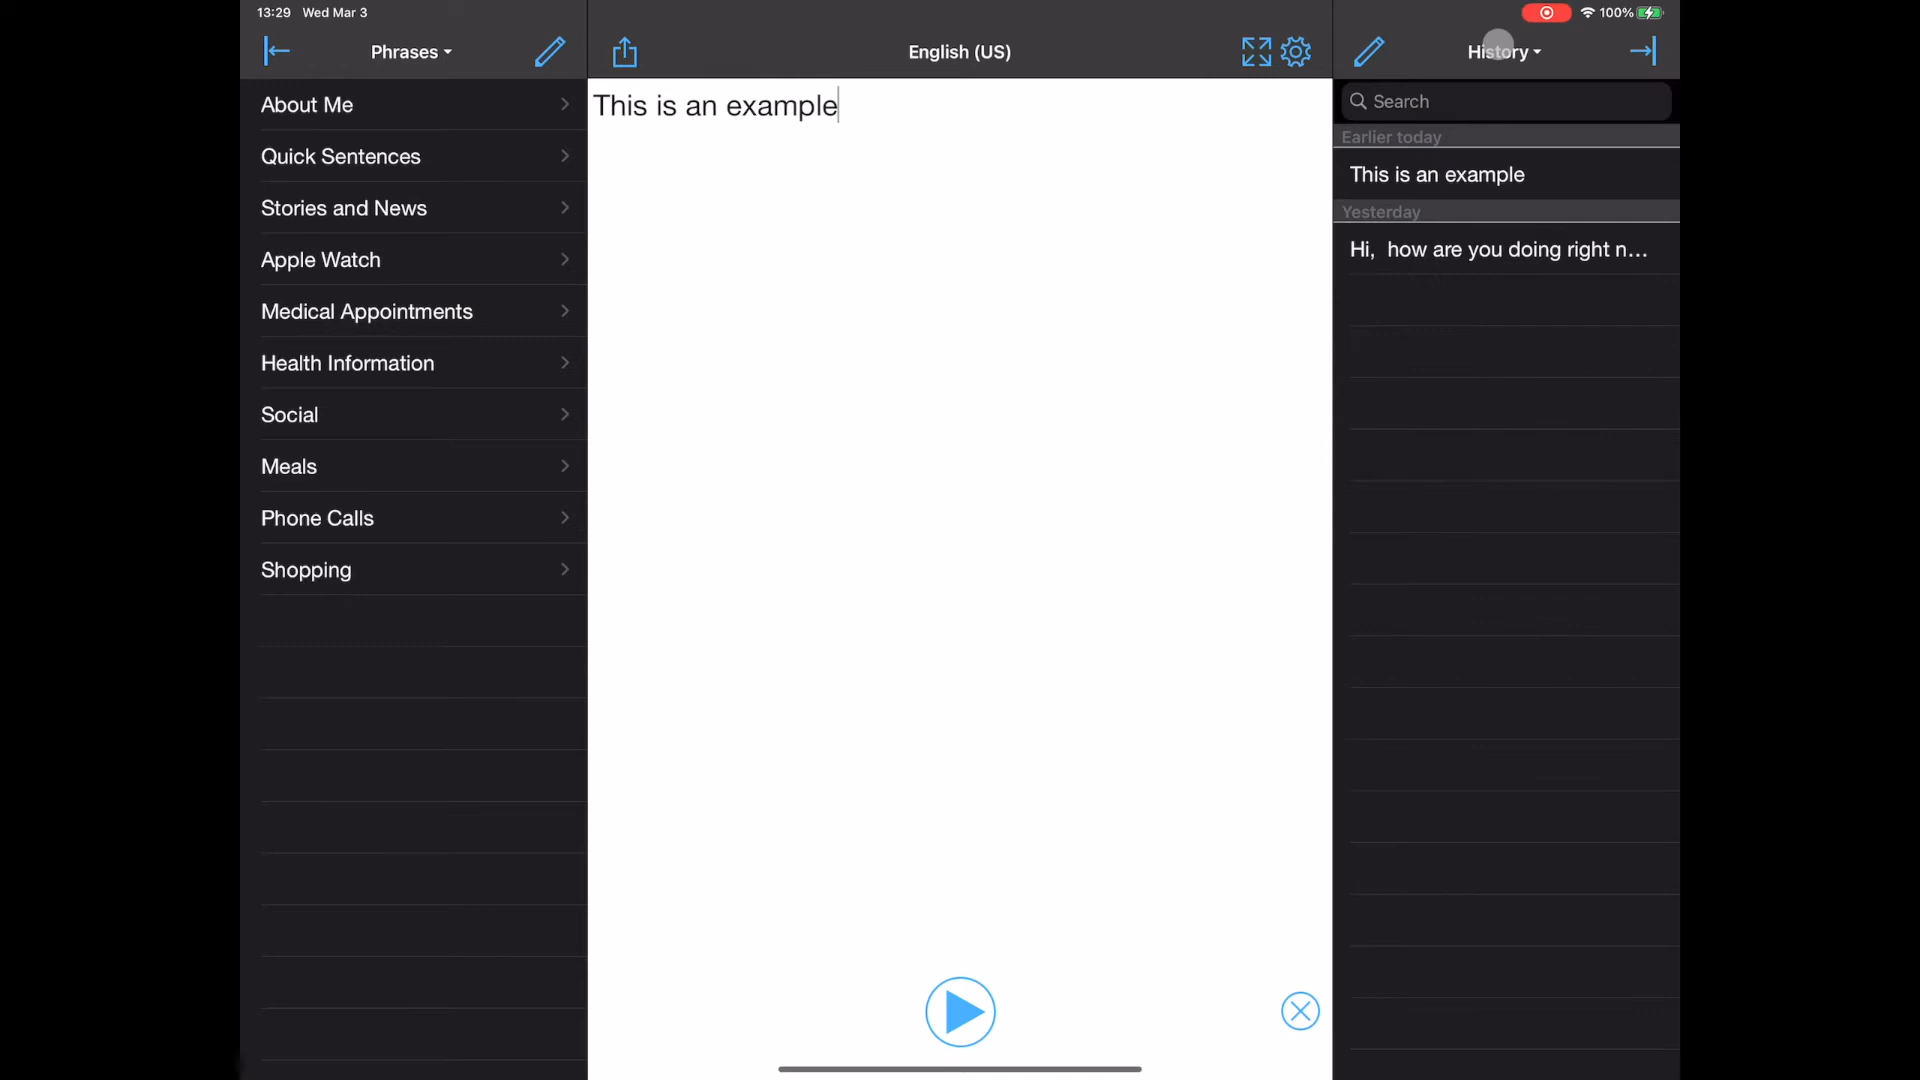 13:29 Wed Mar 3
100%
Phrases
English (US)
History
About Me
Quick Sentences
Stories and News
Apple Watch
Medical Appointments
Health Information
Social
Meals
Phone Calls
Shopping
This is an example
Search
Earlier today
This is an example
Yesterday
Hi,  how are you doing right n...